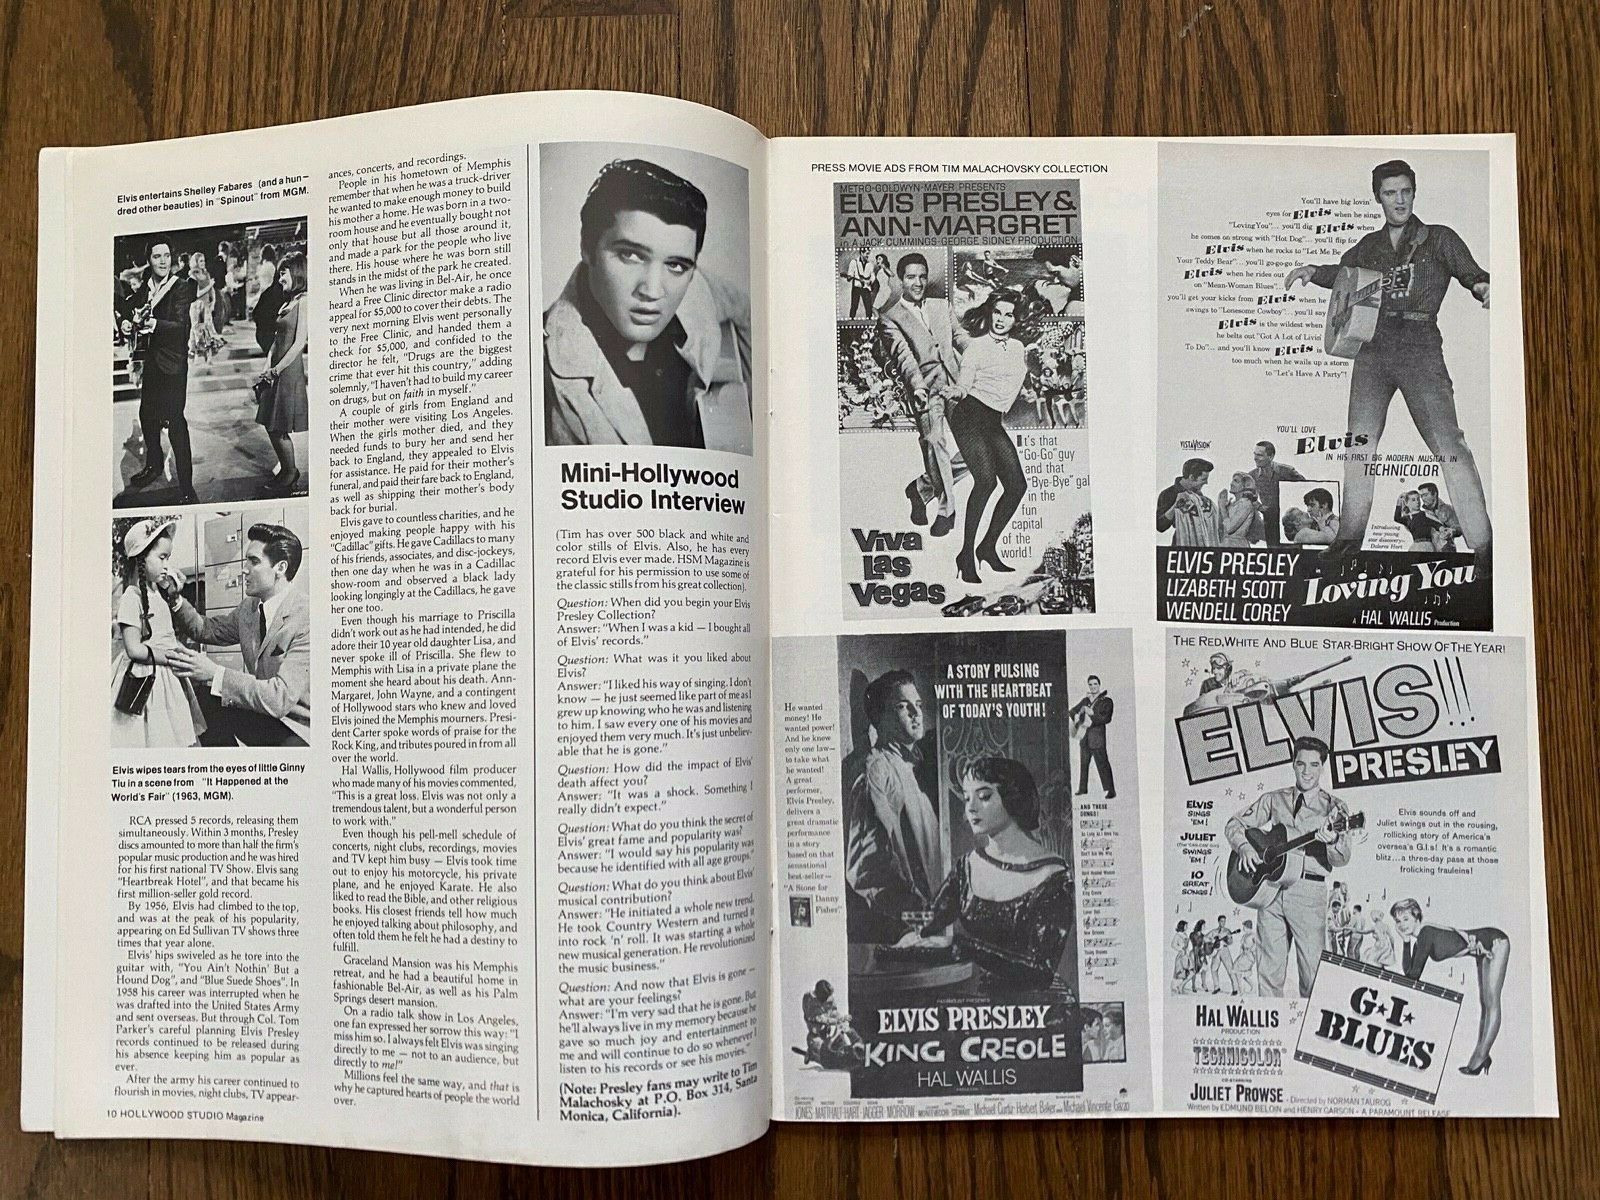 Elvis entertains Shelley Fabares (and a hun-
dred other beauties) in "Spinout" from MGM.
Elvis wipes tears from the eyes of little Ginny
Tiu in a scene from "It Happened at the
World's Fair" (1963, MGM).
RCA pressed 5 records, releasing them
simultaneously. Within 3 months, Presley
discs amounted to more than half the firm's
popular music production and he was hired
for his first national TV Show. Elvis sang
"Heartbreak Hotel", and that became his
first million-seller gold record.
By 1956, Elvis had climbed to the top,
and was at the peak of his popularity,
appearing on Ed Sullivan TV shows three
times that year alone.
Elvis' hips swiveled as he tore into the
guitar with, "You Ain't Nothin' But a
Hound Dog", and "Blue Suede Shoes". In
1958 his career was interrupted when he
was drafted into the United States Army
and sent overseas. But through Col. Tom
Parker's careful planning Elvis Presley
records continued to be released during
his absence keeping him as popular as
ever.
After the army his career continued to
flourish in movies, night clubs, TV appear-
10 HOLLYWOOD STUDIO Magazine
ances, concerts, and recordings.
People in his hometown of Memphis
remember that when he was a truck-driver
he wanted to make enough money to build
his mother a home. He was born in a two-
room house and he eventually bought not
only that house but all those around it,
and made a park for the people who live
there. His house where he was born still
stands in the midst of the park he created.
When he was living in Bel-Air, he once
heard a Free Clinic director make a radio
appeal for $5,000 to cover their debts. The
very next morning Elvis went personally
to the Free Clinic, and handed them a
check for $5,000, and confided to the
director he felt, "Drugs are the biggest
crime that ever hit this country," adding
solemnly, "I haven't had to build my career
on drugs, but on faith in myself."
A couple of girls from England and
their mother were visiting Los Angeles.
When the girls mother died, and they
needed funds to bury her and send her
back to England, they appealed to Elvis
for assistance. He paid for their mother's
funeral, and paid their fare back to England,
as well as shipping their mother's body
back for burial.
Elvis gave to countless charities, and he
enjoyed making people happy with his
"Cadillac" gifts. He gave Cadillacs to many
of his friends, associates, and disc-jockeys,
then one day when he was in a Cadillac
show-room and observed a black lady
looking longingly at the Cadillacs, he gave
her one too.
Even though his marriage to Priscilla
didn't work out as he had intended, he did
adore their 10 year old daughter Lisa, and
never spoke ill of Priscilla. She flew to
Memphis with Lisa in a private plane the
moment she heard about his death. Ann-
Margaret, John Wayne, and a contingent
of Hollywood stars who knew and loved
Elvis joined the Memphis mourners. Presi-
dent Carter spoke words of praise for the
Rock King, and tributes poured in from all
over the world.
Hal Wallis, Hollywood film producer
who made many of his movies commented,
"This is a great loss. Elvis was not only a
tremendous talent, but a wonderful person
to work with."
Even though his pell-mell schedule of
concerts, night clubs, recordings, movies
and TV kept him busy — Elvis took time
out to enjoy his motorcycle, his private
plane, and he enjoyed Karate. He also
liked to read the Bible, and other religious
books. His closest friends tell how much
he enjoyed talking about philosophy, and
often told them he felt he had a destiny to
fulfill.
Graceland Mansion was his Memphis
retreat, and he had a beautiful home in
fashionable Bel-Air, as well as his Palm
Springs desert mansion.
On a radio talk show in Los Angeles,
one fan expressed her sorrow this way: "I
miss him so. I always felt Elvis was singing
directly to me — not to an audience, but
directly to me!"
Millions feel the same way, and that is
why he captured hearts of people the world
over.
Mini-Hollywood
Studio Interview
(Tim has over 500 black and white and
color stills of Elvis. Also, he has every
record Elvis ever made. HSM Magazine is
grateful for his permission to use some of
the classic stills from his great collection).
Question: When did you begin your Elvis
Presley Collection?
Answer: "When I was a kid — I bought all
of Elvis' records."
Question: What was it you liked about
Elvis?
Answer: "I liked his way of singing. I don't
know — he just seemed like part of me as I
grew up knowing who he was and listening
to him. I saw every one of his movies and
enjoyed them very much. It's just unbeliev-
able that he is gone."
Question: How did the impact of Elvis'
death affect you?
Answer: "It was a shock. Something I
really didn't expect."
Question: What do you think the secret of
Elvis' great fame and popularity was?
Answer: "I would say his popularity was
because he identified with all age groups."
Question: What do you think about Elvis'
musical contribution?
Answer: "He initiated a whole new trend.
He took Country Western and turned it
into rock 'n' roll. It was starting a whole
new musical generation. He revolutionized
the music business."
Question: And now that Elvis is gone —
what are your feelings?
Answer: "I'm very sad that he is gone. But
he'll always live in my memory because he
gave so much joy and entertainment to
me and will continue to do so whenever I
listen to his records or see his movies."
(Note: Presley fans may write to Tim
Malachosky at P.O. Box 314, Santa
Monica, California).
PRESS MOVIE ADS FROM TIM MALACHOVSKY COLLECTION
METRO-GOLDWYN-MAYER PRESENTS
ELVIS PRESLEY &
ANN-MARGRET
in A JACK CUMMINGS-GEORGE SIDNEY PRODUCTION
It's that
"Go-Go" guy
and that
"Bye-Bye" gal
in the
fun
capital
of the
world!
Viva
Las
Vegas
You'll have big lovin'
eyes for Elvis when he sings
"Loving You"... you'll dig Elvis when
he comes on strong with "Hot Dog"... you'll flip for
Elvis when he rocks to "Let Me Be
Your Teddy Bear"... you'll go-go-go for
Elvis when he rides out
on "Mean-Woman Blues"...
you'll get your kicks from Elvis when he
swings to "Lonesome Cowboy"... you'll say
Elvis is the wildest when
he belts out "Got A Lot of Livin'
To Do"... and you'll know Elvis is
too much when he wails up a storm
to "Let's Have A Party"!
YOU'LL LOVE
Elvis
IN HIS FIRST BIG MODERN MUSICAL IN
TECHNICOLOR
VISTAVISION
Introducing
new young
star discovery—
Dolores Hart
ELVIS PRESLEY
LIZABETH SCOTT
WENDELL COREY
Loving You
A HAL WALLIS Production
A STORY PULSING
WITH THE HEARTBEAT
OF TODAY'S YOUTH!
He wanted
money! He
wanted power!
And he knew
only one law—
to take what
he wanted!
A great
performer,
Elvis Presley,
delivers a
great dramatic
performance
in a story
based on that
sensational
best-seller—
"A Stone for
Danny
Fisher".
...AND THESE
SONGS!
King Creole
Lover Doll
New Orleans
Young Dreams
PARAMOUNT PRESENTS
ELVIS PRESLEY
KING CREOLE
HAL WALLIS
JONES · MATTHAU · HART · JAGGER · MORROW
Michael Curtiz Herbert Baker and Michael Vincente Gazzo
THE RED, WHITE AND BLUE STAR-BRIGHT SHOW OF THE YEAR!
ELVIS!!!
PRESLEY
ELVIS
SINGS
'EM!
JULIET
SWINGS
'EM!
10
GREAT
SONGS!
Elvis sounds off and
Juliet swings out in the rousing,
rollicking story of America's
oversea's G.I.s! It's a romantic
blitz...a three-day pass at those
frolicking frauleins!
G·I·
BLUES
A
HAL WALLIS
PRODUCTION
TECHNICOLOR®
CO-STARRING
JULIET PROWSE
Directed by NORMAN TAUROG
Written by EDMUND BELOIN and HENRY GARSON · A PARAMOUNT RELEASE